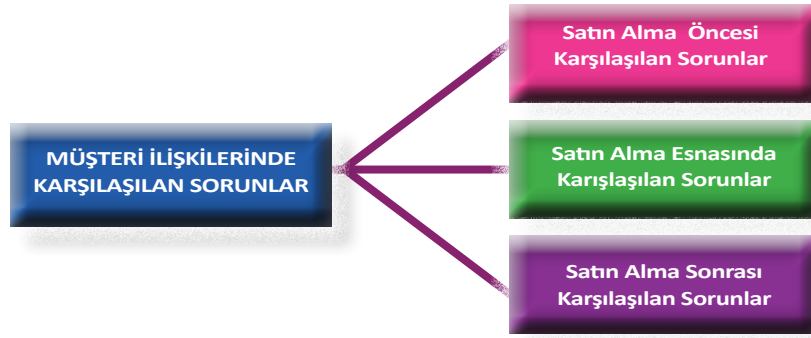 Satın Alma Öncesi
Karşılaşılan Sorunlar
MÜŞTERİ İLİŞKİLERİNDE
KARŞILAŞILAN SORUNLAR
Satın Alma Esnasında
Karışlaşılan Sorunlar
Satın Alma Sonrası
Karşılaşılan Sorunlar